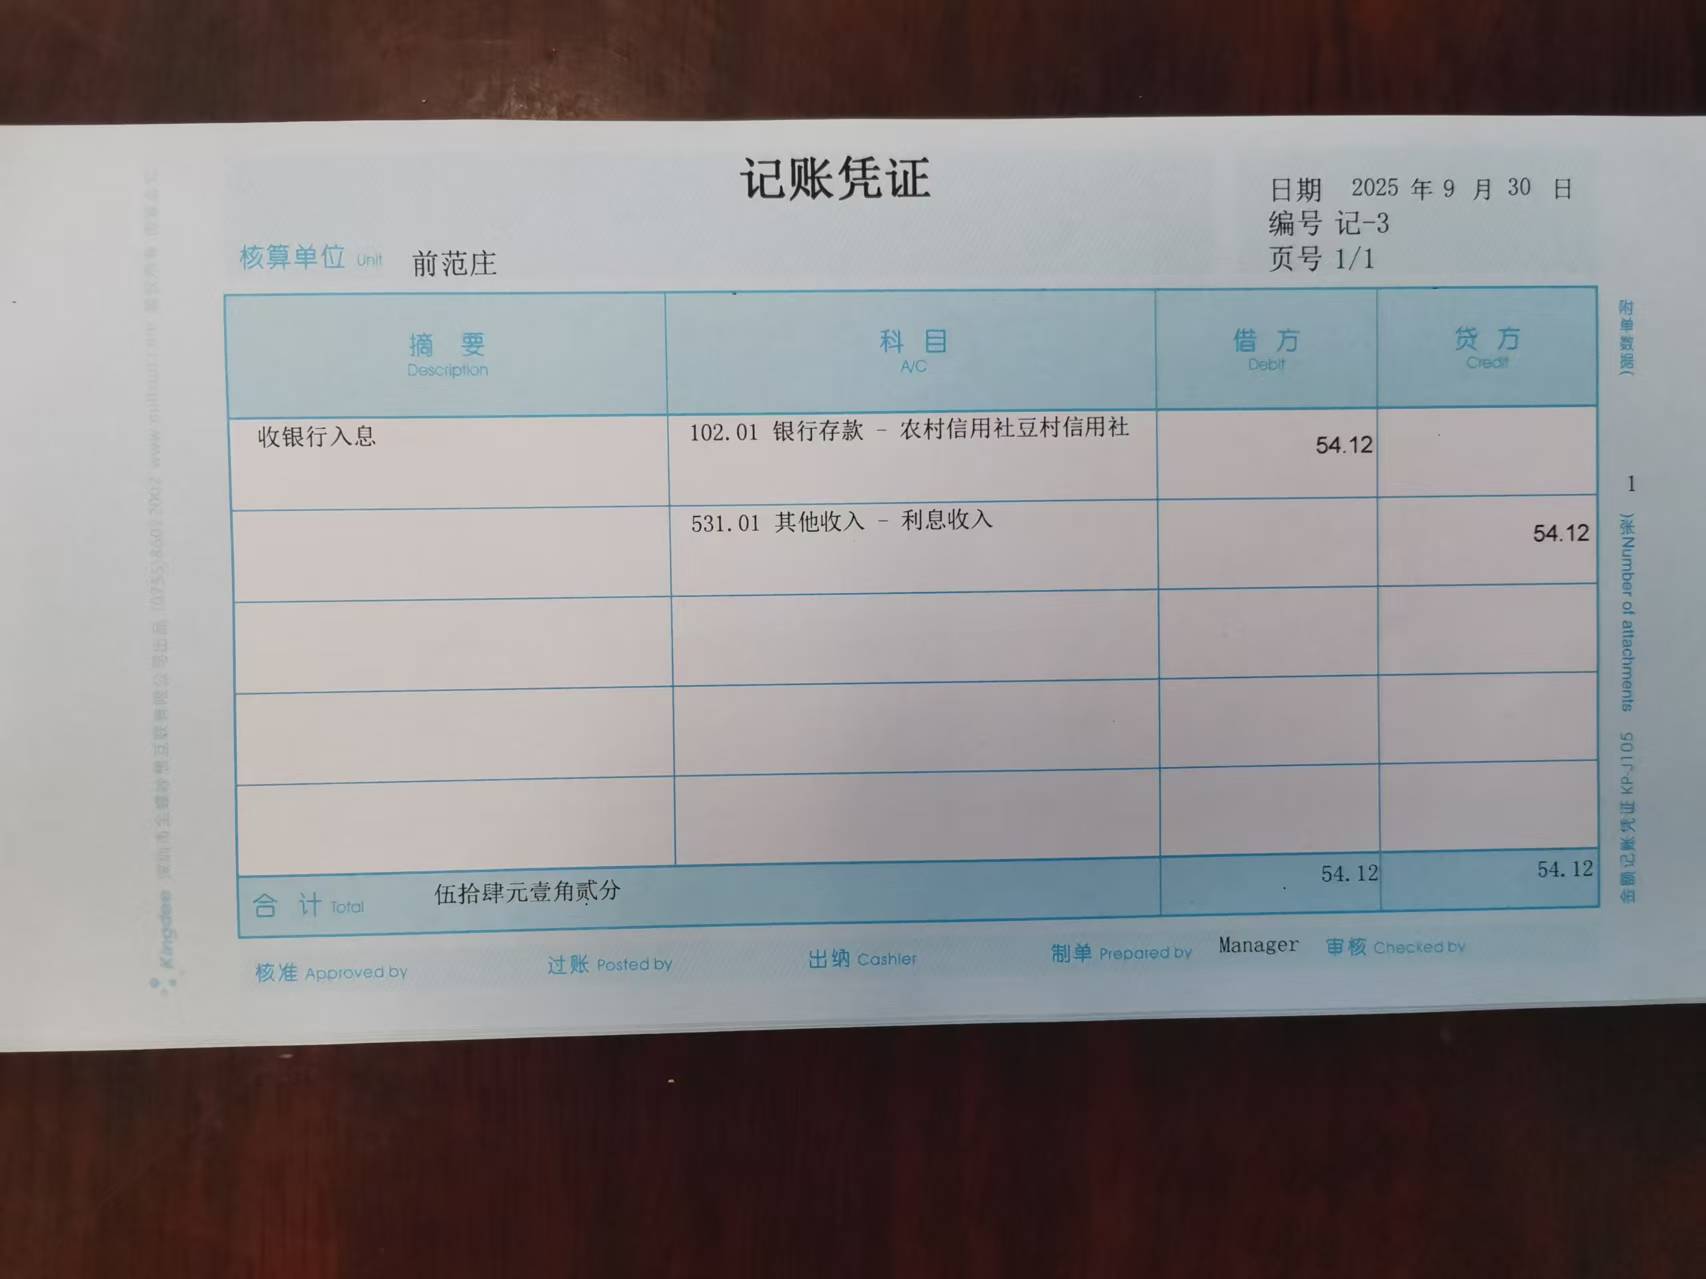 记账凭证
日期 2025 年 9 月 30 日
编号 记-3
页号 1/1
核算单位 Unit 前范庄
摘 要 科 目 借 方 贷 方
Description A/C Debit Credit
收银行入息 102.01 银行存款 - 农村信用社豆村信用社 54.12
531.01 其他收入 - 利息收入 54.12
合 计 Total 伍拾肆元壹角贰分 54.12 54.12
核准 Approved by 过账 Posted by 出纳 Cashier 制单 Prepared by Manager 审核 Checked by
(附单据 1 张)Number of attachments 金额记账凭证 KP-J105
Kingdee